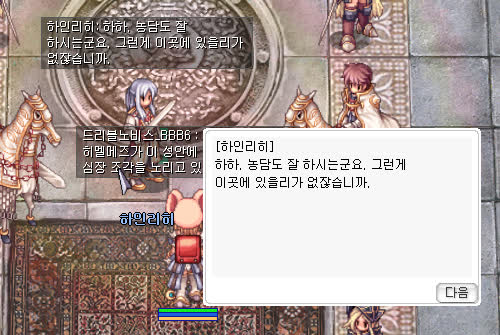 하인리히: 하하, 농담도 잘
하시는군요, 그런게 이곳에 있을리가
없잖습니까.
트리블노비스_BBB6 :
히멜메즈가 이 성안에
심장 조각을 노리고 있
[하인리히]
하하, 농담도 잘 하시는군요, 그런게
이곳에 있을리가 없잖습니까.
하인리히
다음